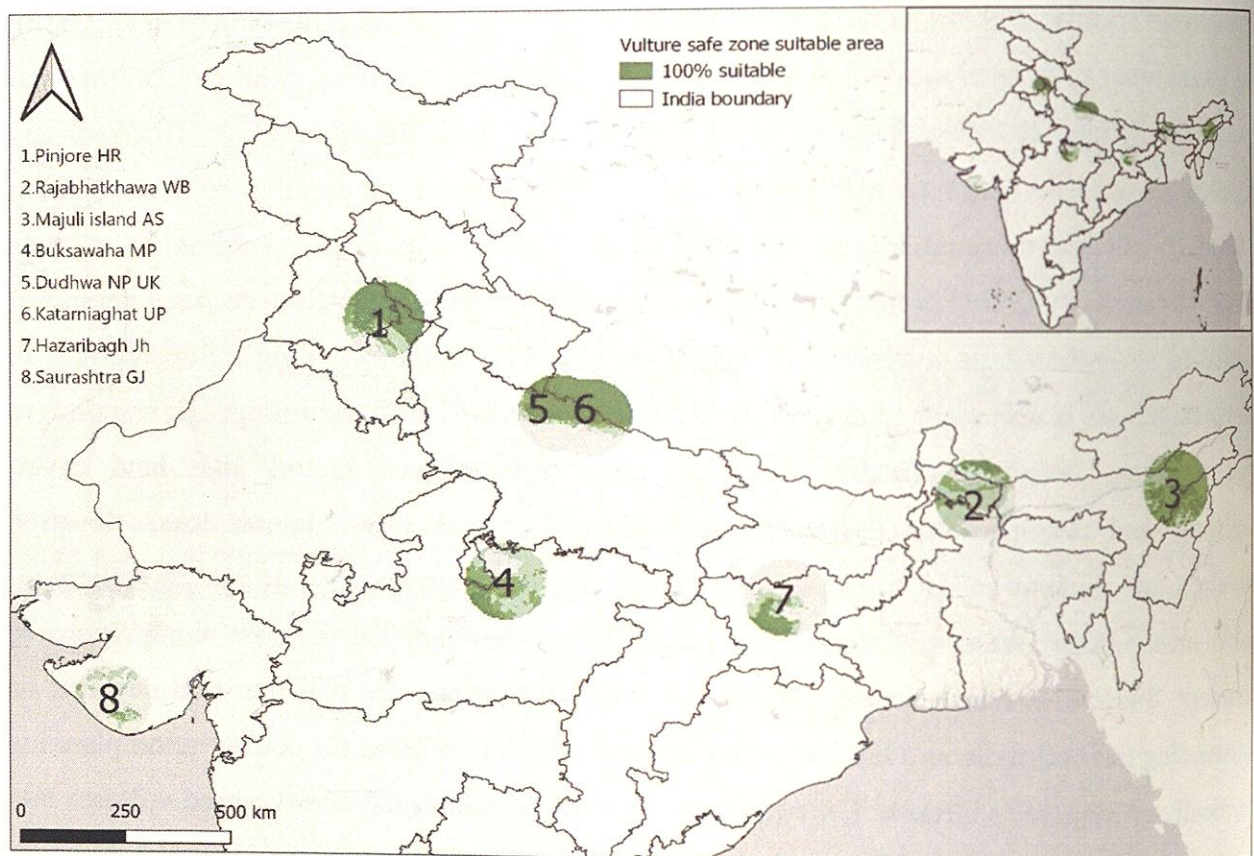 Vulture safe zone suitable area
100% suitable
India boundary
1.Pinjore HR
2.Rajabhatkhawa WB
3.Majuli island AS
4.Buksawaha MP
5.Dudhwa NP UK
6.Katarniaghat UP
7.Hazaribagh Jh
8.Saurashtra GJ
1
5 6
2
3
4
7
8
0 250 500 km